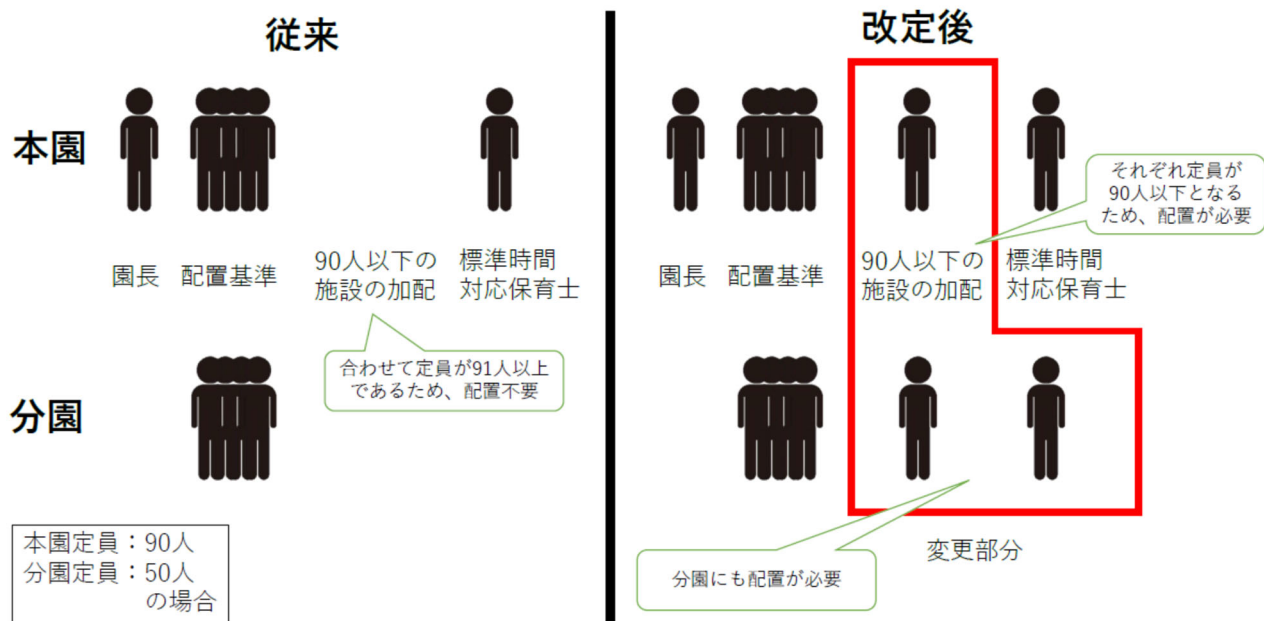 従来
本園
園長
配置基準
90人以下の
施設の加配
標準時間
対応保育士
合わせて定員が91人以上
であるため、配置不要
分園
本園定員：90人
分園定員：50人
の場合
改定後
それぞれ定員が
90人以下となる
ため、配置が必要
園長
配置基準
90人以下の
施設の加配
標準時間
対応保育士
変更部分
分園にも配置が必要